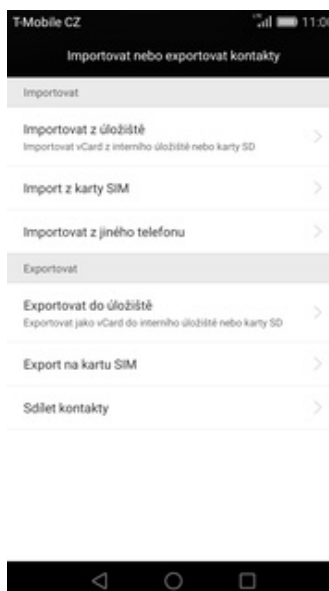 T-Mobile CZ
Importovat nebo exportovat kontakty
Importovat
Importovat z úložiště
Importovat vCard z interního úložiště nebo karty SD
Import z karty SIM
Importovat z jiného telefonu
Exportovat
Exportovat do úložiště
Exportovat jako vCard do interního úložiště nebo karty SD
Export na kartu SIM
Sdílet kontakty